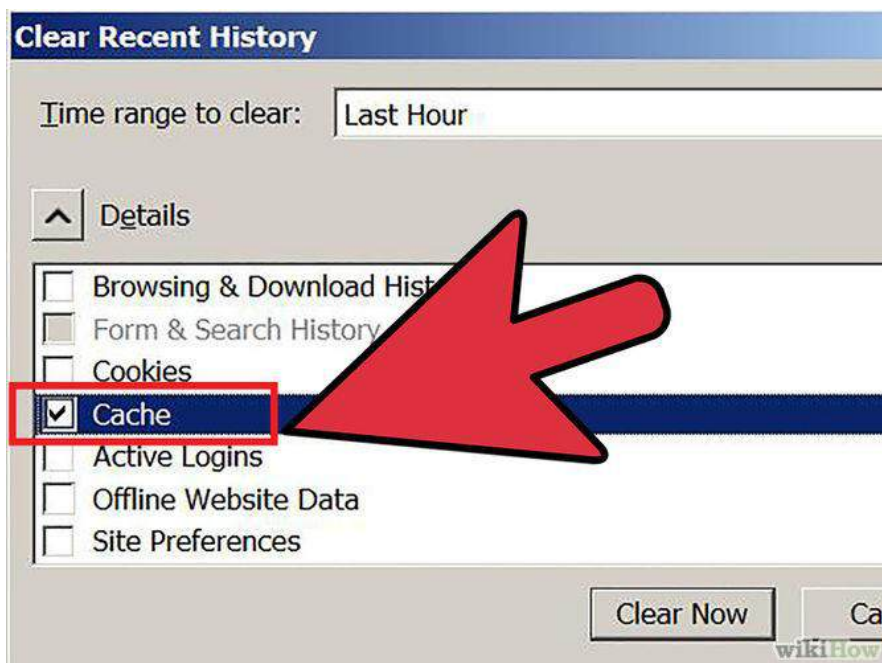 Clear Recent History
Time range to clear: Last Hour
Details
Browsing & Download Hist
Form & Search History
Cookies
Cache
Active Logins
Offline Website Data
Site Preferences
Clear Now Ca
wikiHow